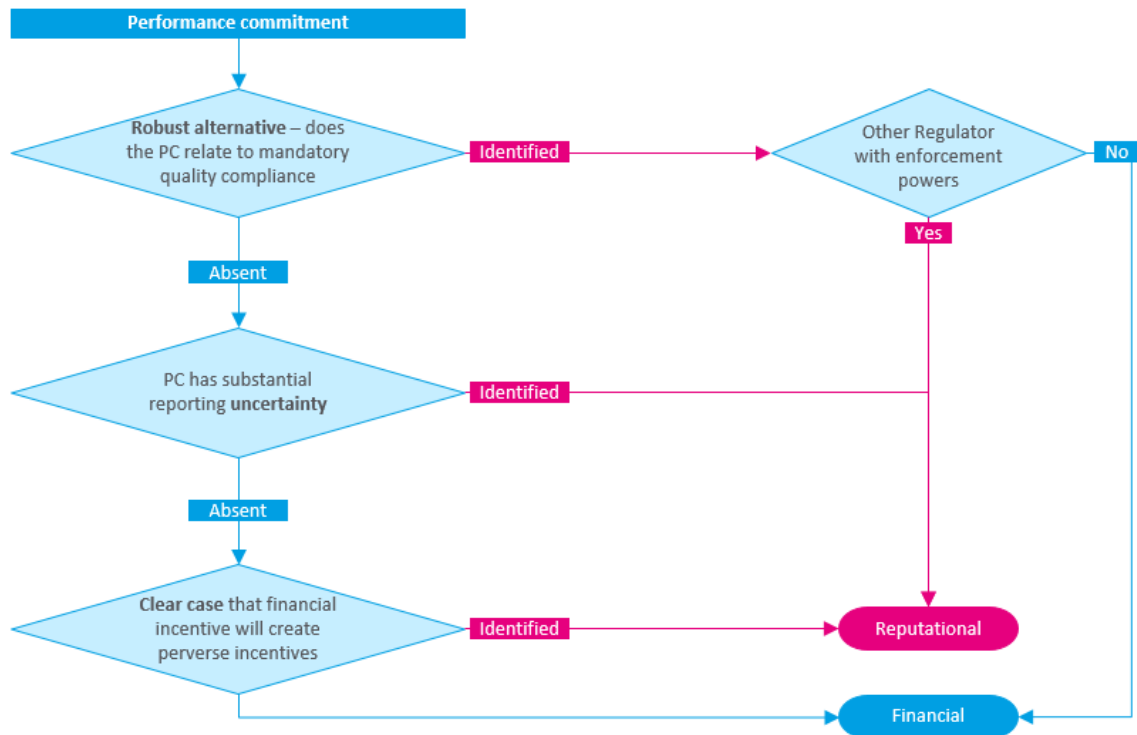 Performance commitment
Robust alternative – does
the PC relate to mandatory
quality compliance
Identified
Other Regulator
with enforcement
powers
No
Yes
Absent
PC has substantial
reporting uncertainty
Identified
Absent
Clear case that financial
incentive will create
perverse incentives
Identified
Reputational
Financial